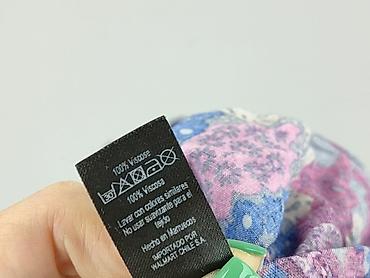 100% Viscose
30
100% Viscosa
Lavar con colores similares
No usar suavizante para el
tejido
Hecho en Marruecos
IMPORTADO POR
WALMART CHILE S.A.